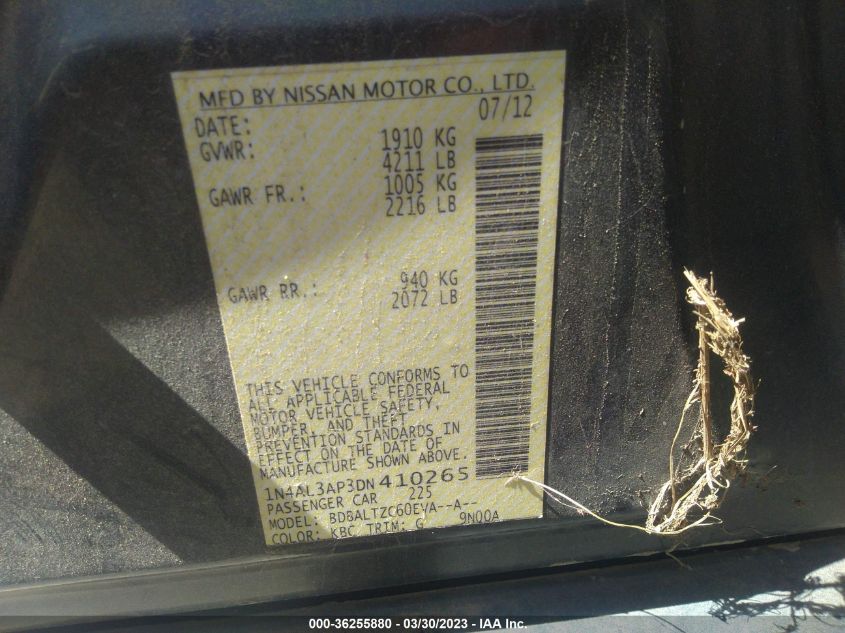 MFD BY NISSAN MOTOR CO., LTD.
DATE: 07/12
GVWR: 1910 KG
4211 LB
GAWR FR.: 1005 KG
2216 LB
GAWR RR.: 940 KG
2072 LB
THIS VEHICLE CONFORMS TO
ALL APPLICABLE FEDERAL
MOTOR VEHICLE SAFETY,
BUMPER, AND THEFT
PREVENTION STANDARDS IN
EFFECT ON THE DATE OF
MANUFACTURE SHOWN ABOVE.
1N4AL3AP3DN410265
PASSENGER CAR 225
MODEL: BDBALTZC60EVA--A--
COLOR: KBC TRIM: G 9N00A
000-36255880 / 03/30/2023 - IAA Inc.